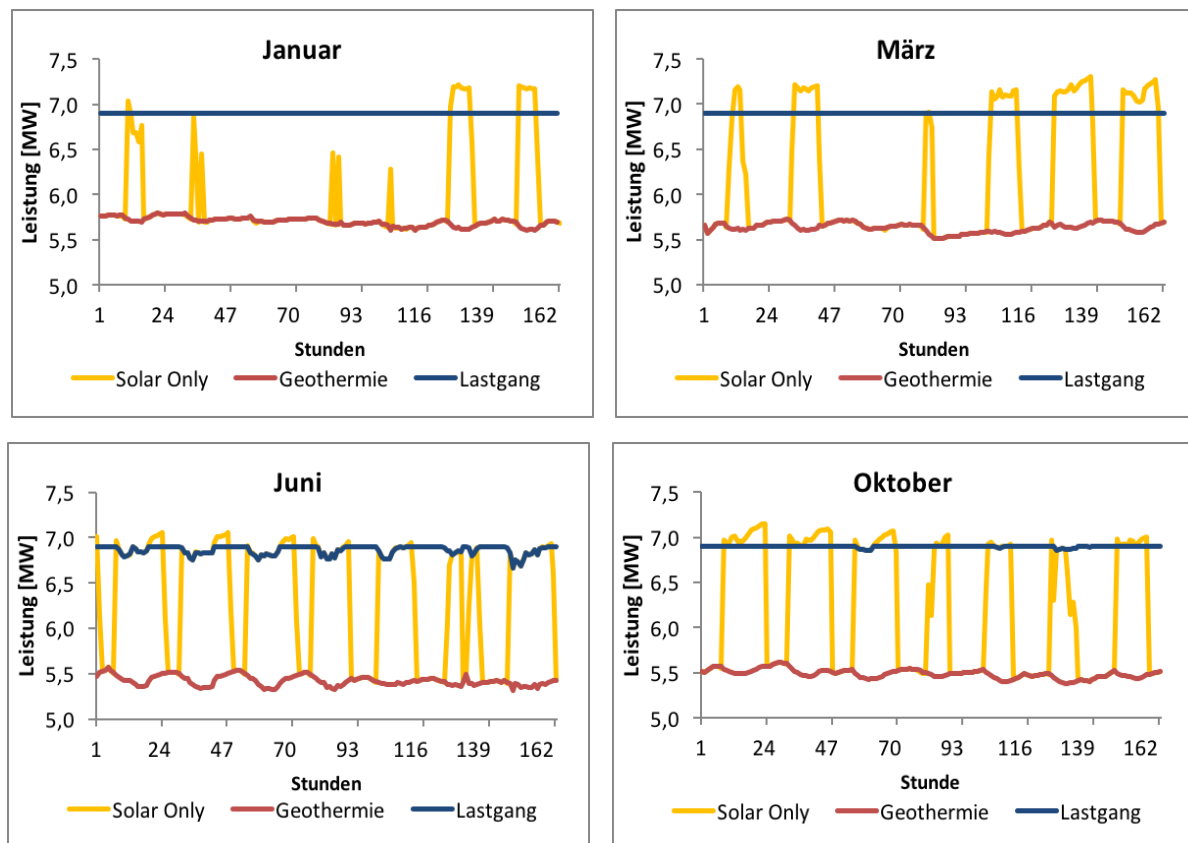 Januar
7,5
7,0
6,5
6,0
5,5
5,0
Leistung [MW]
1 24 47 70 93 116 139 162
Stunden
Solar Only Geothermie Lastgang
März
7,5
7,0
6,5
6,0
5,5
5,0
Leistung [MW]
1 24 47 70 93 116 139 162
Stunden
Solar Only Geothermie Lastgang
Juni
7,5
7,0
6,5
6,0
5,5
5,0
Leistung [MW]
1 24 47 70 93 116 139 162
Stunden
Solar Only Geothermie Lastgang
Oktober
7,5
7,0
6,5
6,0
5,5
5,0
Leistung [MW]
1 24 47 70 93 116 139 162
Stunde
Solar Only Geothermie Lastgang